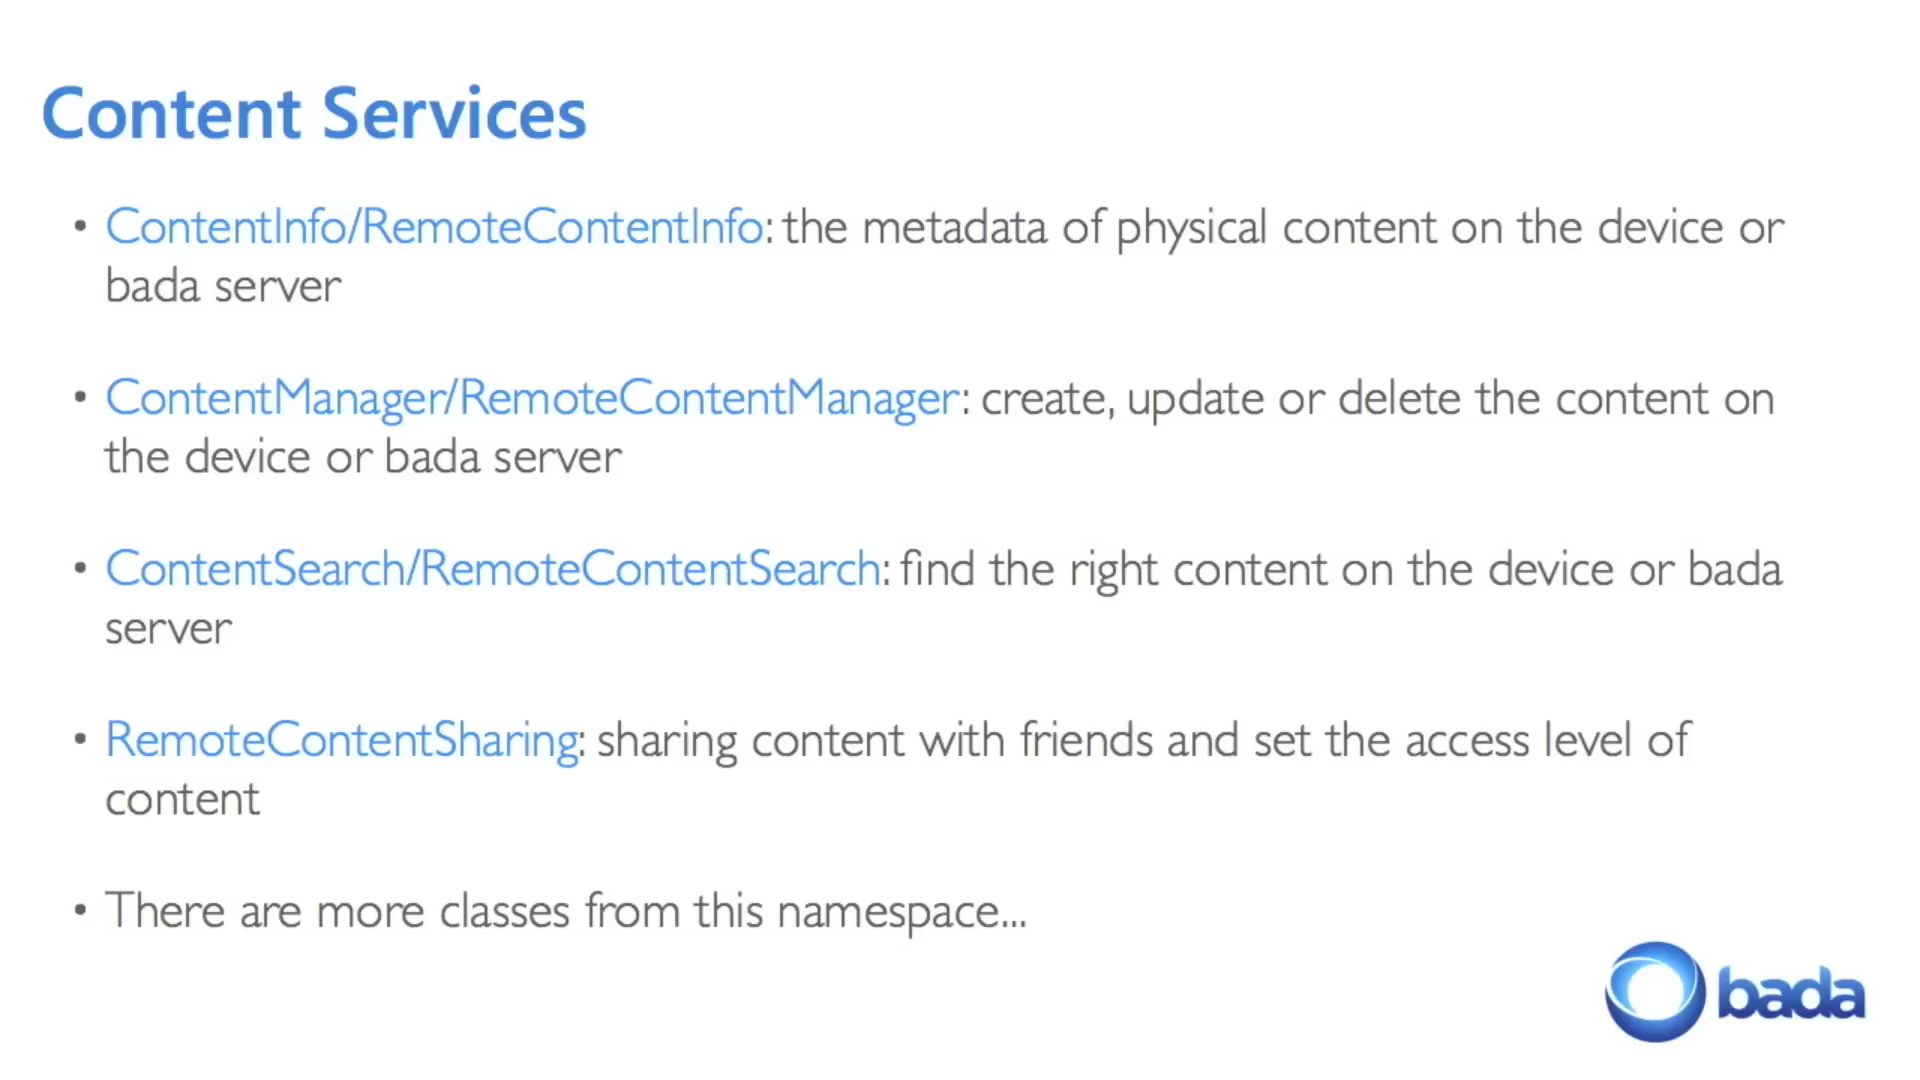 Content Services
• ContentInfo/RemoteContentInfo: the metadata of physical content on the device or
bada server
• ContentManager/RemoteContentManager: create, update or delete the content on
the device or bada server
• ContentSearch/RemoteContentSearch: find the right content on the device or bada
server
• RemoteContentSharing: sharing content with friends and set the access level of
content
• There are more classes from this namespace...
bada